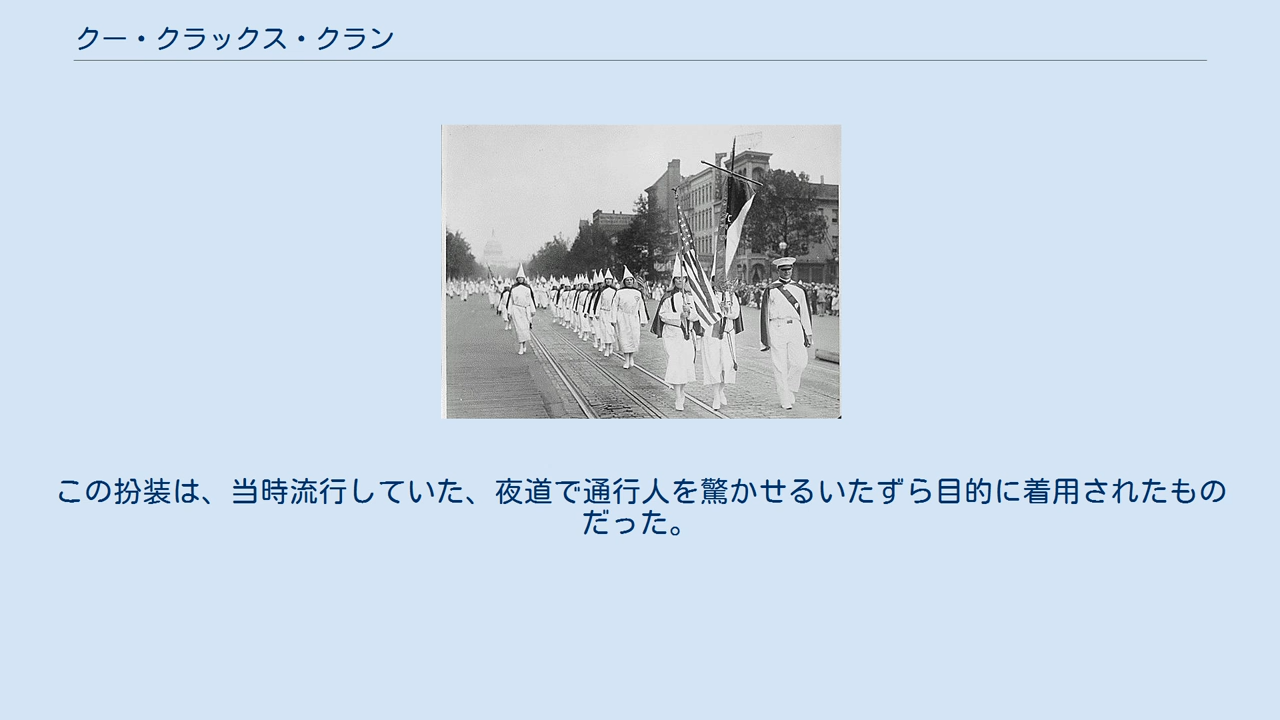 クー・クラックス・クラン
この扮装は、当時流行していた、夜道で通行人を驚かせるいたずら目的に着用されたもの
だった。